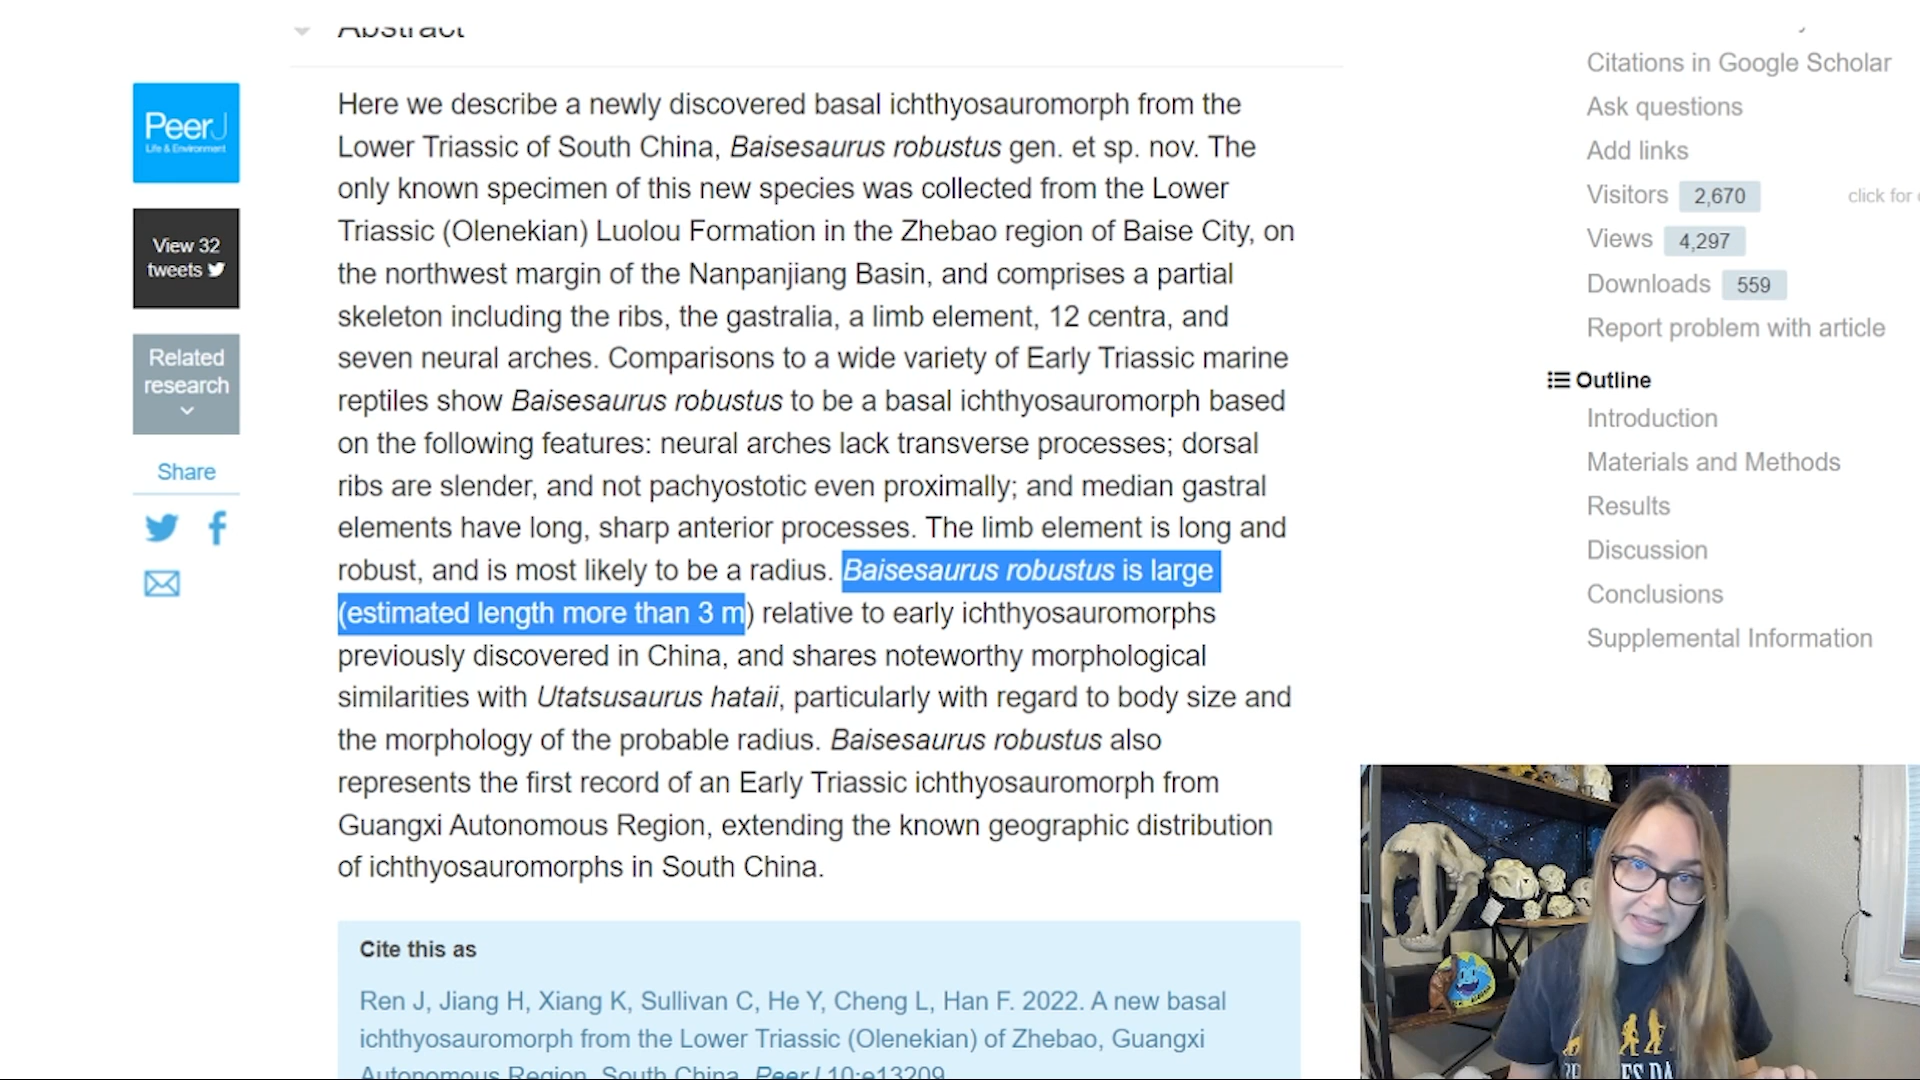 Abstract
PeerJ
Life & Environment
View 32
tweets
Related
research
Share
Here we describe a newly discovered basal ichthyosauromorph from the
Lower Triassic of South China, Baisesaurus robustus gen. et sp. nov. The
only known specimen of this new species was collected from the Lower
Triassic (Olenekian) Luolou Formation in the Zhebao region of Baise City, on
the northwest margin of the Nanpanjiang Basin, and comprises a partial
skeleton including the ribs, the gastralia, a limb element, 12 centra, and
seven neural arches. Comparisons to a wide variety of Early Triassic marine
reptiles show Baisesaurus robustus to be a basal ichthyosauromorph based
on the following features: neural arches lack transverse processes; dorsal
ribs are slender, and not pachyostotic even proximally; and median gastral
elements have long, sharp anterior processes. The limb element is long and
robust, and is most likely to be a radius. Baisesaurus robustus is large
(estimated length more than 3 m) relative to early ichthyosauromorphs
previously discovered in China, and shares noteworthy morphological
similarities with Utatsusaurus hataii, particularly with regard to body size and
the morphology of the probable radius. Baisesaurus robustus also
represents the first record of an Early Triassic ichthyosauromorph from
Guangxi Autonomous Region, extending the known geographic distribution
of ichthyosauromorphs in South China.
Cite this as
Ren J, Jiang H, Xiang K, Sullivan C, He Y, Cheng L, Han F. 2022. A new basal
ichthyosauromorph from the Lower Triassic (Olenekian) of Zhebao, Guangxi
Autonomous Region, South China. PeerJ 10:e13209
Citations in Google Scholar
Ask questions
Add links
Visitors 2,670 click for
Views 4,297
Downloads 559
Report problem with article
Outline
Introduction
Materials and Methods
Results
Discussion
Conclusions
Supplemental Information